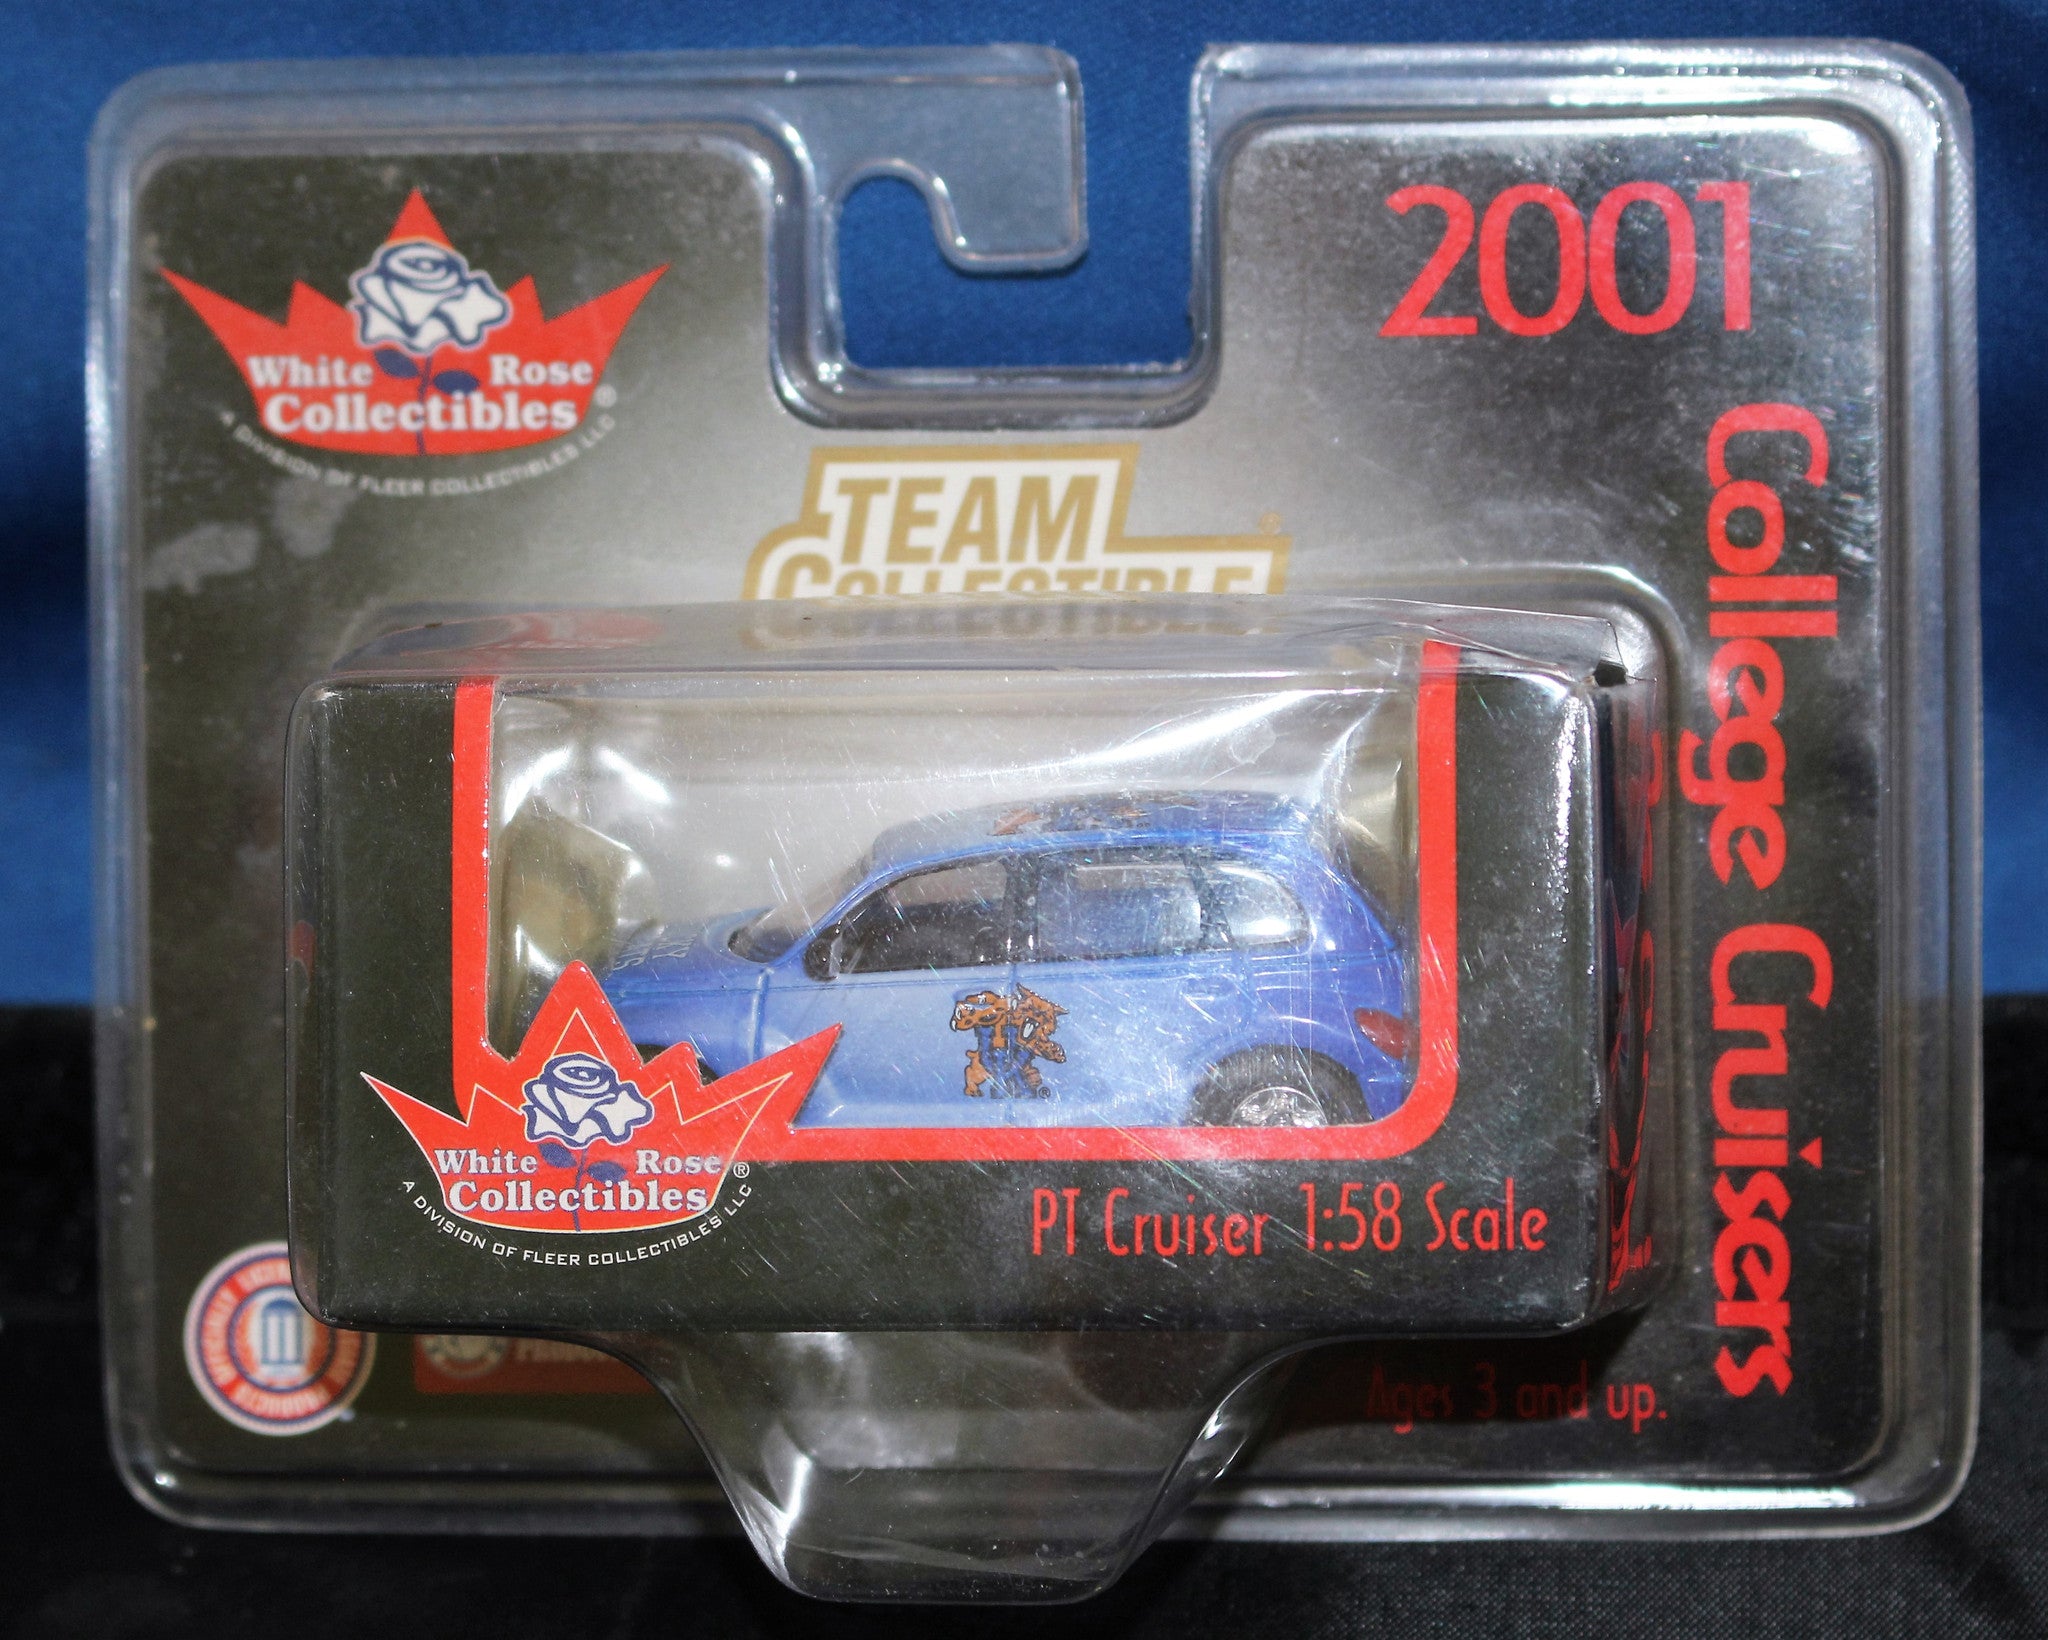 2001
College Cruisers
White Rose
Collectibles ®
A DIVISION OF FLEER COLLECTIBLES LLC
TEAM ®
COLLECTIBLE
White Rose ®
Collectibles
A DIVISION OF FLEER COLLECTIBLES LLC
PT Cruiser 1:58 Scale
Ages 3 and up.